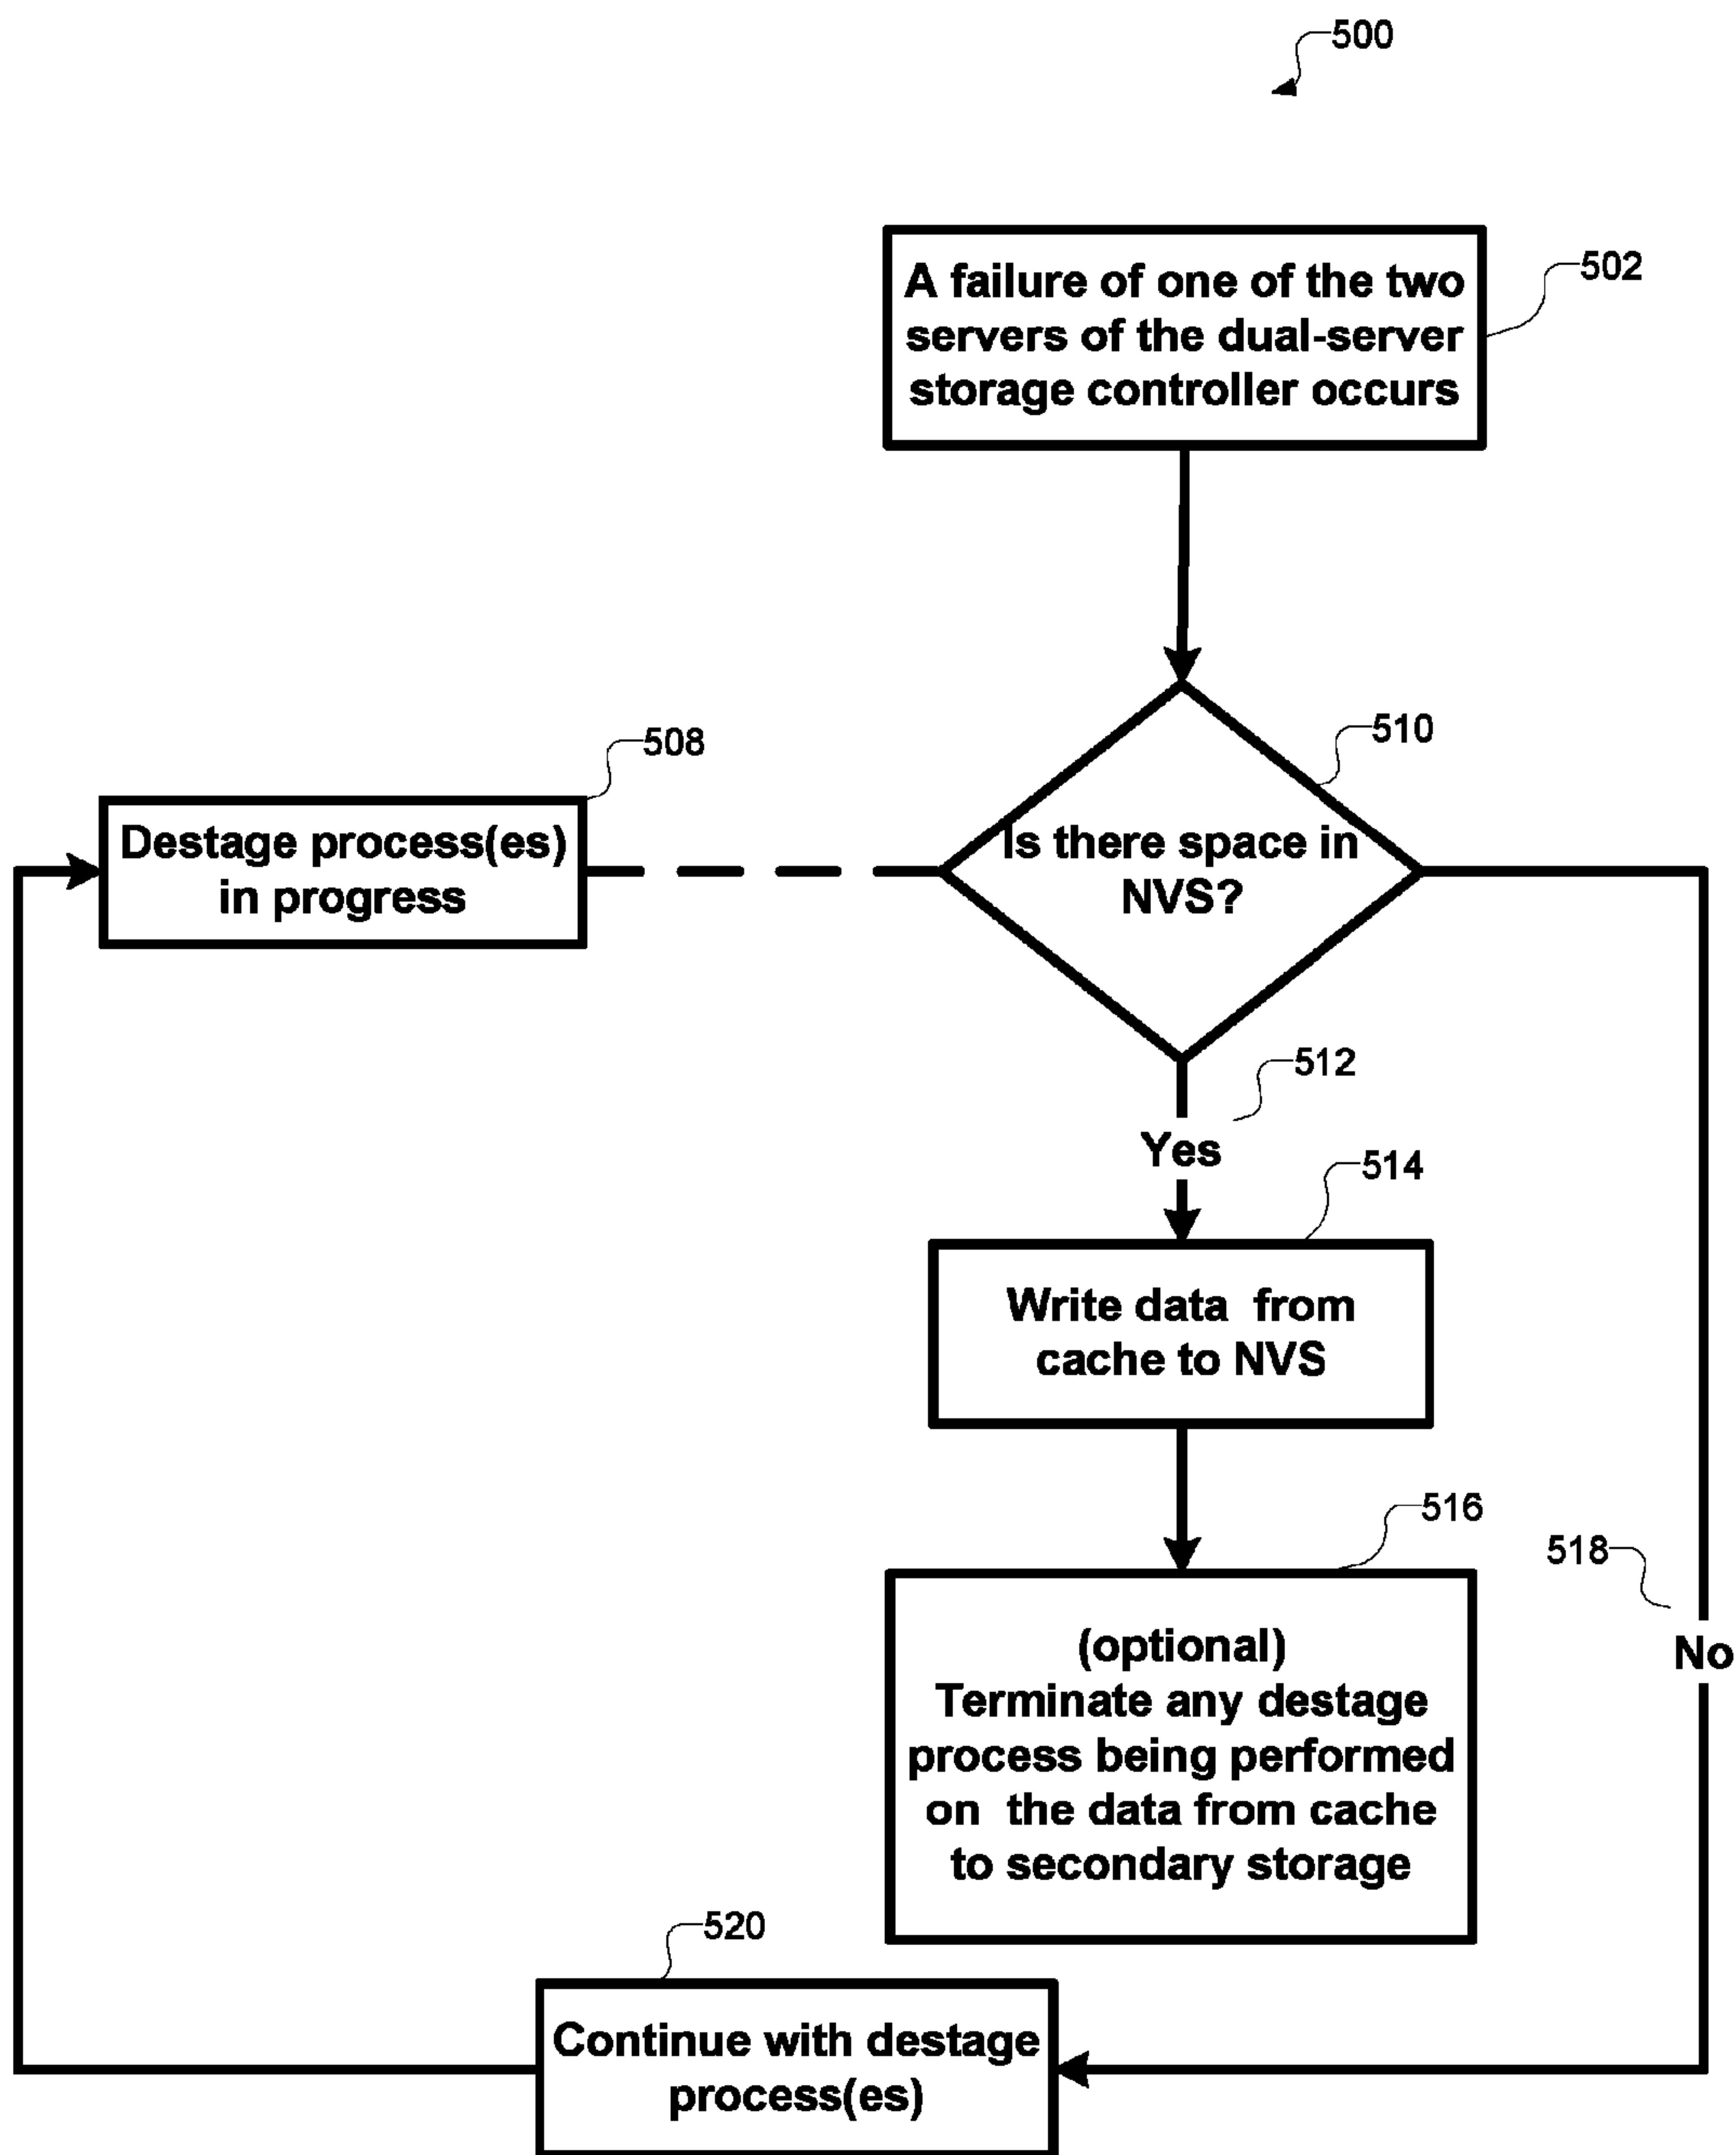 500
A failure of one of the two
servers of the dual-server
storage controller occurs
502
508
Destage process(es)
in progress
510
Is there space in
NVS?
512
Yes
514
Write data from
cache to NVS
516
(optional)
Terminate any destage
process being performed
on the data from cache
to secondary storage
518
No
520
Continue with destage
process(es)